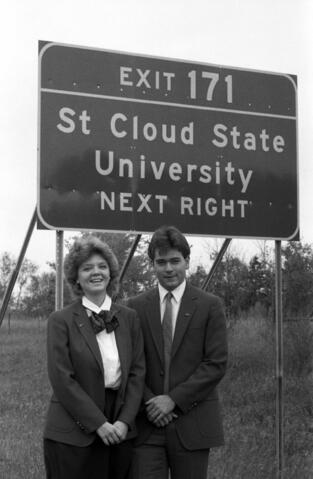 EXIT 171
St Cloud State
University
NEXT RIGHT